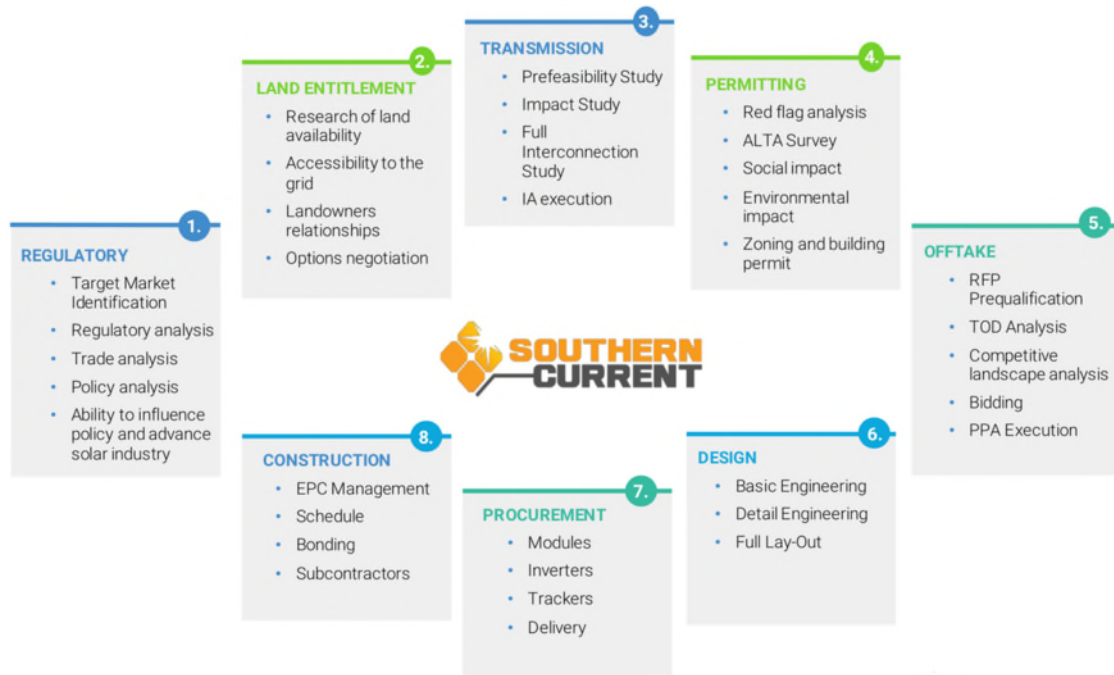 1.
REGULATORY
• Target Market
Identification
• Regulatory analysis
• Trade analysis
• Policy analysis
• Ability to influence
policy and advance
solar industry
2.
LAND ENTITLEMENT
• Research of land
availability
• Accessibility to the
grid
• Landowners
relationships
• Options negotiation
3.
TRANSMISSION
• Prefeasibility Study
• Impact Study
• Full
Interconnection
Study
• IA execution
4.
PERMITTING
• Red flag analysis
• ALTA Survey
• Social impact
• Environmental
impact
• Zoning and building
permit
5.
OFFTAKE
• RFP
Prequalification
• TOD Analysis
• Competitive
landscape analysis
• Bidding
• PPA Execution
SOUTHERN
CURRENT
6.
DESIGN
• Basic Engineering
• Detail Engineering
• Full Lay-Out
7.
PROCUREMENT
• Modules
• Inverters
• Trackers
• Delivery
8.
CONSTRUCTION
• EPC Management
• Schedule
• Bonding
• Subcontractors